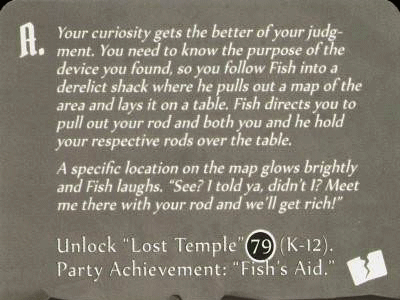 A. Your curiosity gets the better of your judg-
ment. You need to know the purpose of the
device you found, so you follow Fish into a
derelict shack where he pulls out a map of the
area and lays it on a table. Fish directs you to
pull out your rod and both you and he hold
your respective rods over the table.
A specific location on the map glows brightly
and Fish laughs. “See? I told ya, didn’t I? Meet
me there with your rod and we’ll get rich!”
Unlock “Lost Temple” 79 (K-12).
Party Achievement: “Fish’s Aid.”